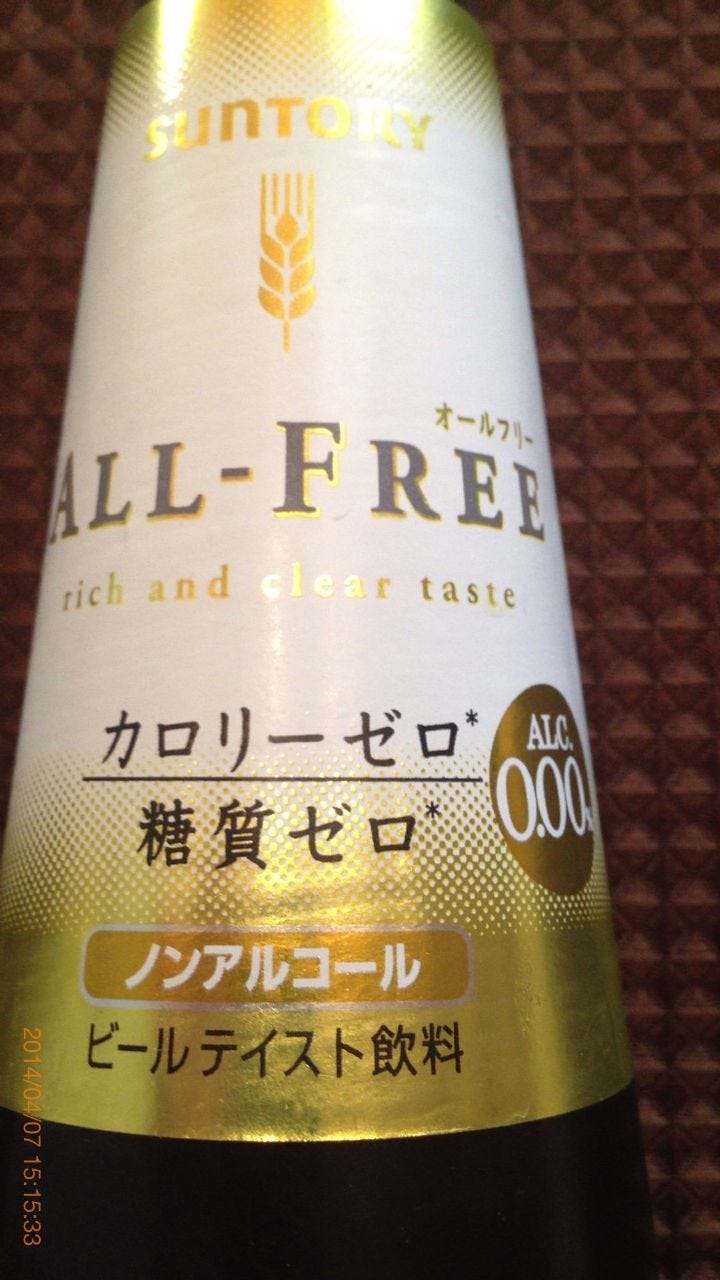 SUNTORY
オールフリー
ALL-FREE
rich and clear taste
カロリーゼロ*
糖質ゼロ*
ALC.
0.00%
ノンアルコール
ビールテイスト飲料
2014/04/07 15:15:33